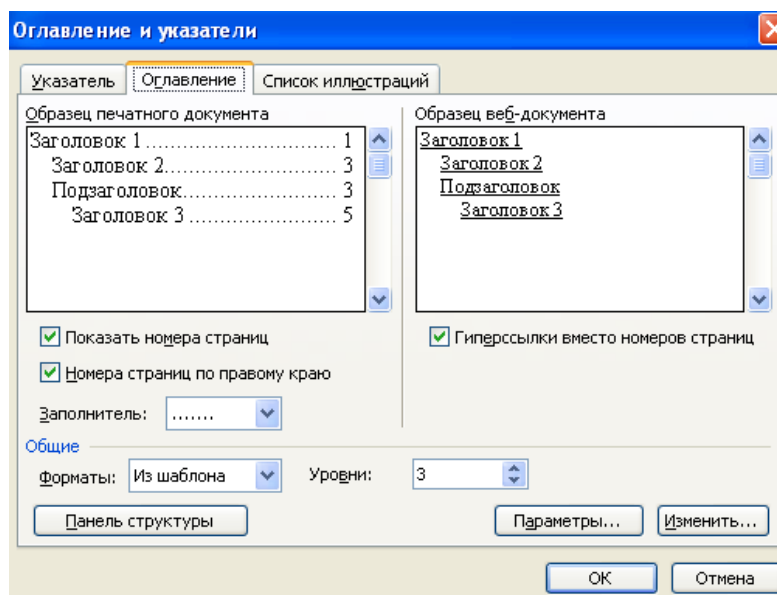 Оглавление и указатели
Указатель Оглавление Список иллюстраций
Образец печатного документа
Заголовок 1 ............................. 1
Заголовок 2....................... 3
Подзаголовок.................... 3
Заголовок 3 .................... 5
Образец веб-документа
Заголовок 1
Заголовок 2
Подзаголовок
Заголовок 3
Показать номера страниц
Номера страниц по правому краю
Заполнитель: .......
Гиперссылки вместо номеров страниц
Общие
Форматы: Из шаблона Уровни: 3
Панель структуры Параметры... Изменить...
ОК Отмена